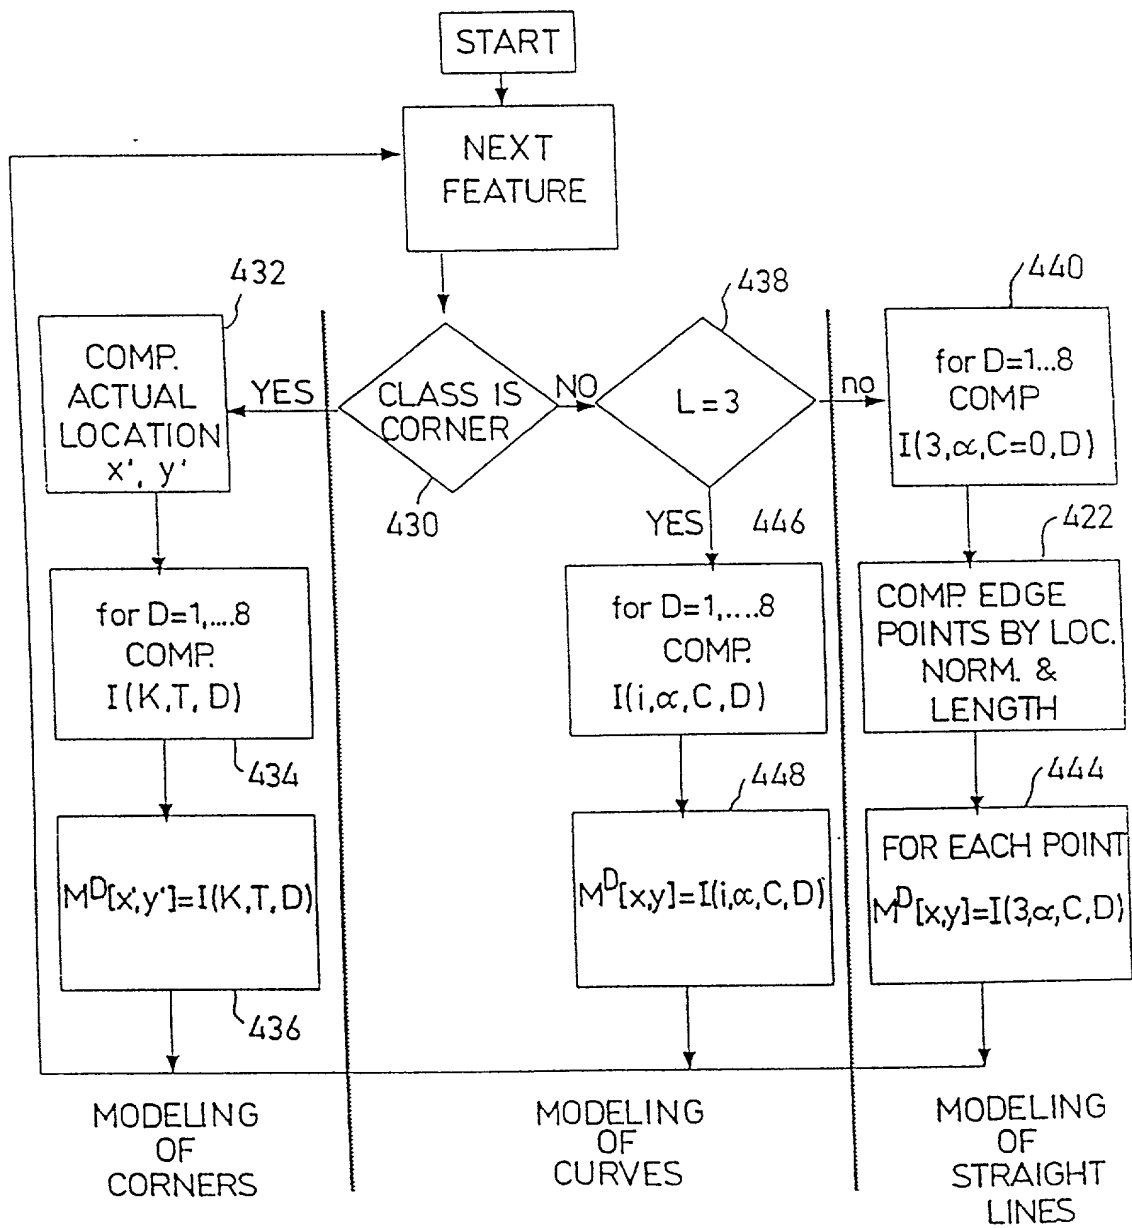 START
NEXT
FEATURE
432
COMP.
ACTUAL
LOCATION
x', y'
YES
CLASS IS
CORNER
430
NO
438
L=3
no
YES
440
for D=1...8
COMP
I(3,α,C=0,D)
for D=1,....8
COMP.
I(K,T,D)
434
446
for D=1,....8
COMP.
I(i,α,C,D)
422
COMP. EDGE
POINTS BY LOC.
NORM. &
LENGTH
M^D[x',y']=I(K,T,D)
436
448
M^D[x,y]=I(i,α,C,D)
444
FOR EACH POINT
M^D[x,y]=I(3,α,C,D)
MODELING
OF
CORNERS
MODELING
OF
CURVES
MODELING
OF
STRAIGHT
LINES